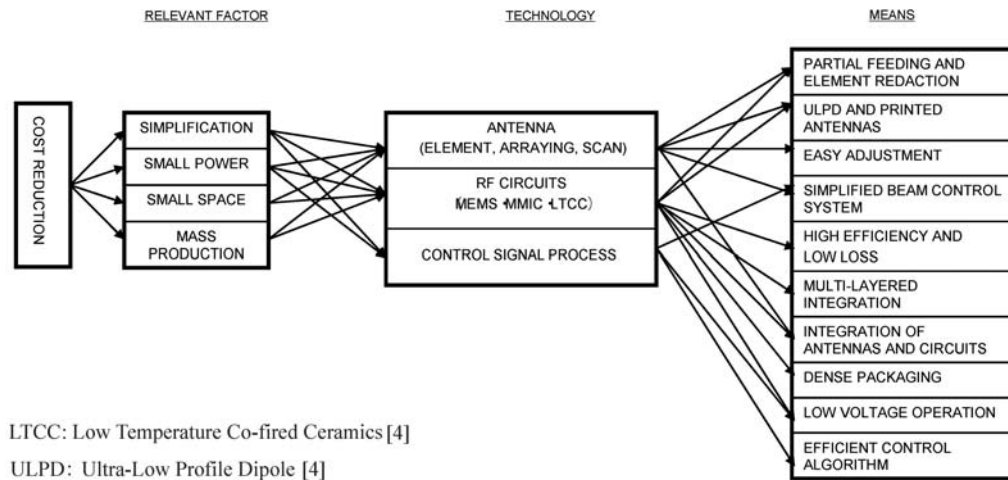 RELEVANT FACTOR
TECHNOLOGY
MEANS
COST REDUCTION
SIMPLIFICATION
SMALL POWER
SMALL SPACE
MASS
PRODUCTION
ANTENNA
(ELEMENT, ARRAYING, SCAN)
RF CIRCUITS
(MEMS・MMIC・LTCC)
CONTROL SIGNAL PROCESS
PARTIAL FEEDING AND
ELEMENT REDACTION
ULPD AND PRINTED
ANTENNAS
EASY ADJUSTMENT
SIMPLIFIED BEAM CONTROL
SYSTEM
HIGH EFFICIENCY AND
LOW LOSS
MULTI-LAYERED
INTEGRATION
INTEGRATION OF
ANTENNAS AND CIRCUITS
DENSE PACKAGING
LOW VOLTAGE OPERATION
EFFICIENT CONTROL
ALGORITHM
LTCC: Low Temperature Co-fired Ceramics [4]
ULPD: Ultra-Low Profile Dipole [4]